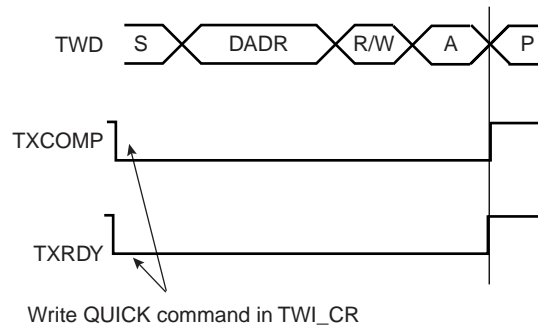 TWD S DADR R/W A P
TXCOMP
TXRDY
Write QUICK command in TWI_CR